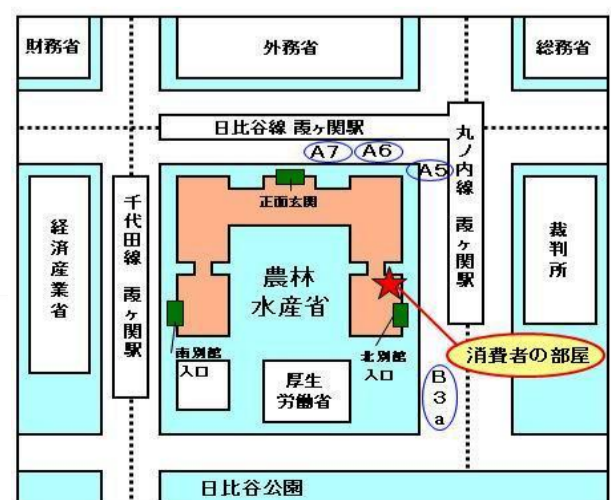 財務省
外務省
総務省
日比谷線 霞ヶ関駅
A7
A6
A5
丸ノ内線 霞ヶ関駅
正面玄関
千代田線 霞ヶ関駅
経済産業省
裁判所
農林
水産省
南別館
入口
北別館
入口
消費者の部屋
厚生
労働省
B3a
日比谷公園